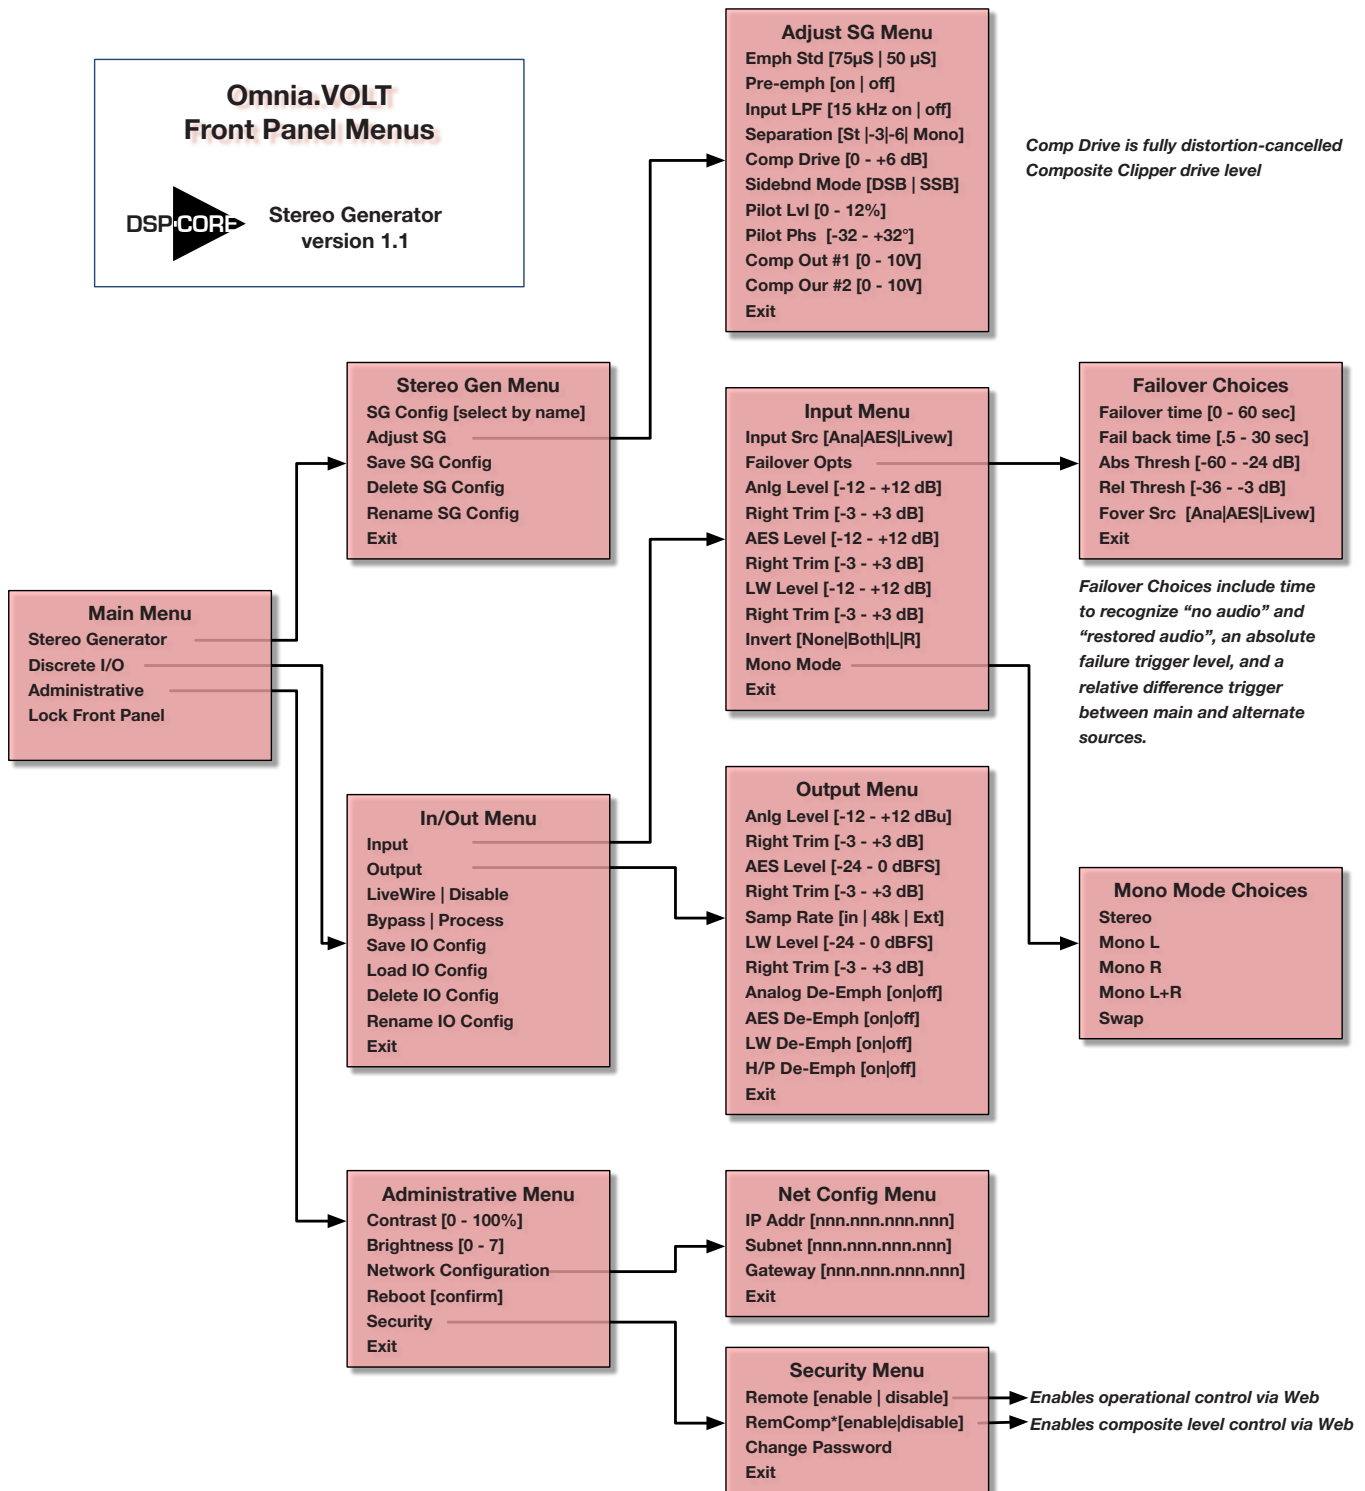 Omnia.VOLT
Front Panel Menus
DSP·CORE
Stereo Generator
version 1.1
Adjust SG Menu
Emph Std [75µS | 50 µS]
Pre-emph [on | off]
Input LPF [15 kHz on | off]
Separation [St |-3|-6| Mono]
Comp Drive [0 - +6 dB]
Sidebnd Mode [DSB | SSB]
Pilot Lvl [0 - 12%]
Pilot Phs [-32 - +32°]
Comp Out #1 [0 - 10V]
Comp Our #2 [0 - 10V]
Exit
Comp Drive is fully distortion-cancelled
Composite Clipper drive level
Stereo Gen Menu
SG Config [select by name]
Adjust SG
Save SG Config
Delete SG Config
Rename SG Config
Exit
Input Menu
Input Src [Ana|AES|Livew]
Failover Opts
Anlg Level [-12 - +12 dB]
Right Trim [-3 - +3 dB]
AES Level [-12 - +12 dB]
Right Trim [-3 - +3 dB]
LW Level [-12 - +12 dB]
Right Trim [-3 - +3 dB]
Invert [None|Both|L|R]
Mono Mode
Exit
Failover Choices
Failover time [0 - 60 sec]
Fail back time [.5 - 30 sec]
Abs Thresh [-60 - -24 dB]
Rel Thresh [-36 - -3 dB]
Fover Src [Ana|AES|Livew]
Exit
Failover Choices include time
to recognize “no audio” and
“restored audio”, an absolute
failure trigger level, and a
relative difference trigger
between main and alternate
sources.
Main Menu
Stereo Generator
Discrete I/O
Administrative
Lock Front Panel
In/Out Menu
Input
Output
LiveWire | Disable
Bypass | Process
Save IO Config
Load IO Config
Delete IO Config
Rename IO Config
Exit
Output Menu
Anlg Level [-12 - +12 dBu]
Right Trim [-3 - +3 dB]
AES Level [-24 - 0 dBFS]
Right Trim [-3 - +3 dB]
Samp Rate [in | 48k | Ext]
LW Level [-24 - 0 dBFS]
Right Trim [-3 - +3 dB]
Analog De-Emph [on|off]
AES De-Emph [on|off]
LW De-Emph [on|off]
H/P De-Emph [on|off]
Exit
Mono Mode Choices
Stereo
Mono L
Mono R
Mono L+R
Swap
Administrative Menu
Contrast [0 - 100%]
Brightness [0 - 7]
Network Configuration
Reboot [confirm]
Security
Exit
Net Config Menu
IP Addr [nnn.nnn.nnn.nnn]
Subnet [nnn.nnn.nnn.nnn]
Gateway [nnn.nnn.nnn.nnn]
Exit
Security Menu
Remote [enable | disable]
RemComp*[enable|disable]
Change Password
Exit
Enables operational control via Web
Enables composite level control via Web